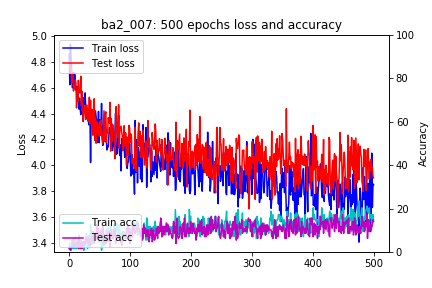 ba2_007: 500 epochs loss and accuracy
5.0
4.8
4.6
4.4
4.2
4.0
3.8
3.6
3.4
Loss
Train loss
Test loss
Train acc
Test acc
100
80
60
40
20
0
Accuracy
0 100 200 300 400 500